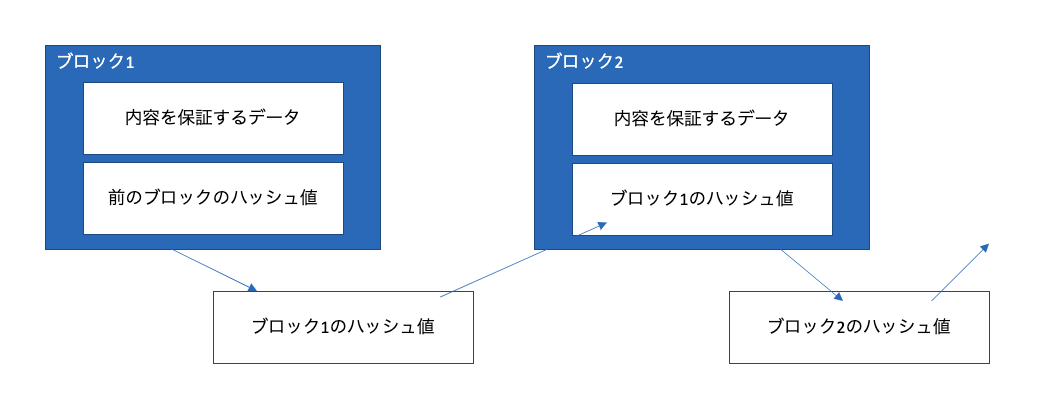 ブロック1
内容を保証するデータ
前のブロックのハッシュ値
ブロック1のハッシュ値
ブロック2
内容を保証するデータ
ブロック1のハッシュ値
ブロック2のハッシュ値